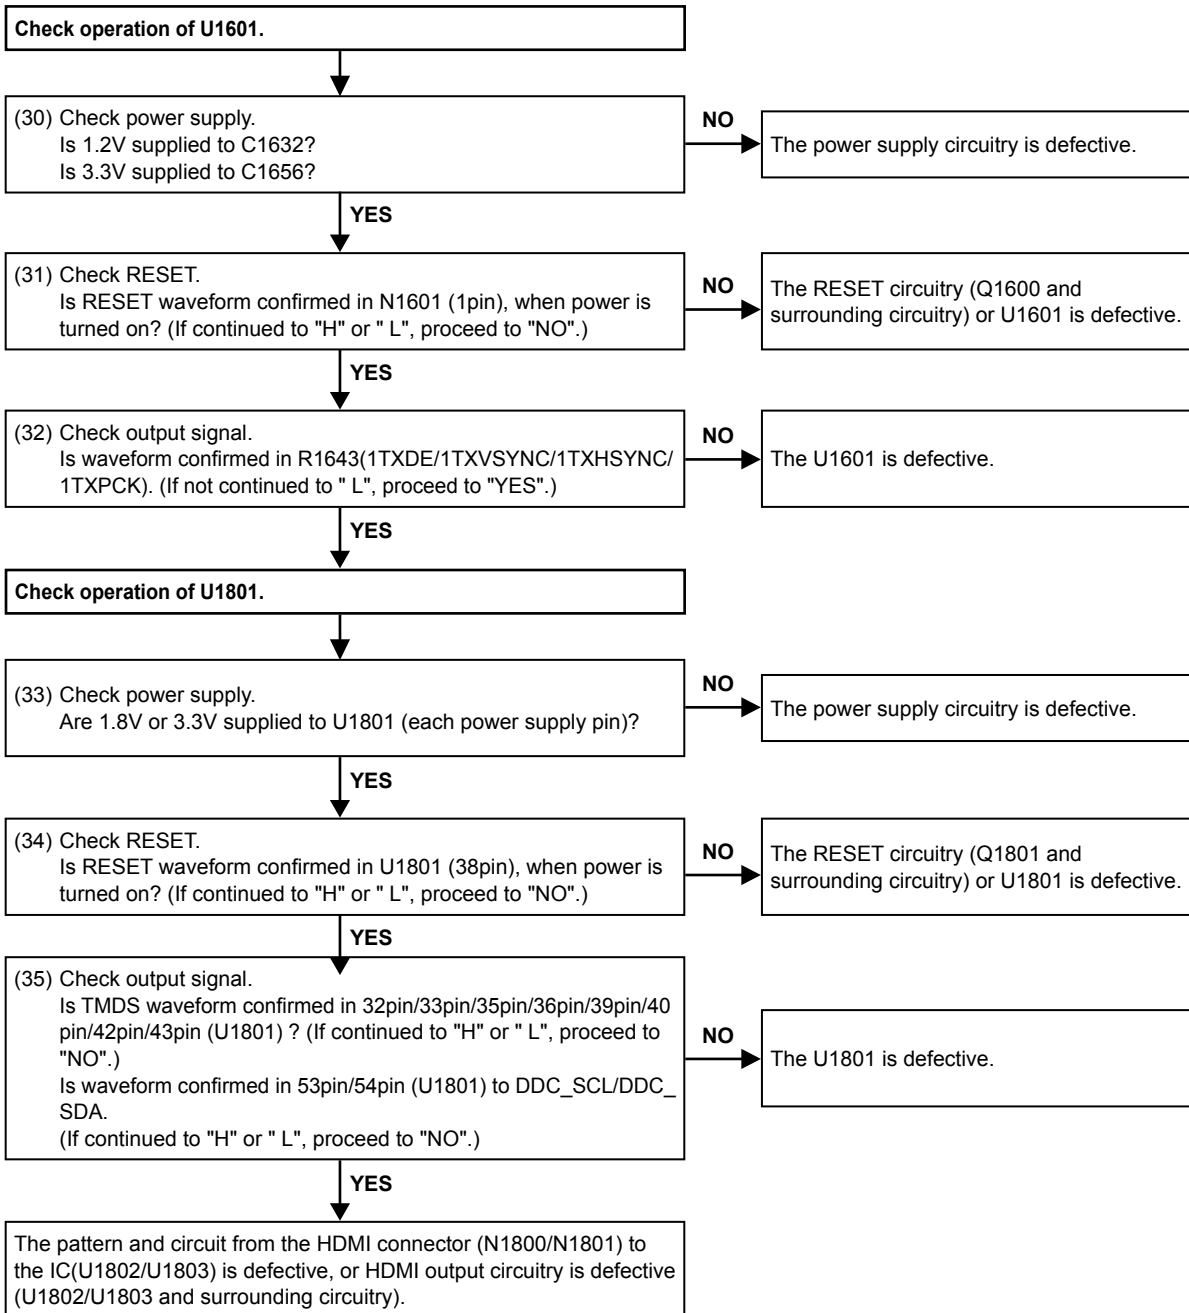 Check operation of U1601.
(30) Check power supply.
Is 1.2V supplied to C1632?
Is 3.3V supplied to C1656?
NO
The power supply circuitry is defective.
YES
(31) Check RESET.
Is RESET waveform confirmed in N1601 (1pin), when power is
turned on? (If continued to "H" or " L", proceed to "NO".)
NO
The RESET circuitry (Q1600 and
surrounding circuitry) or U1601 is defective.
YES
(32) Check output signal.
Is waveform confirmed in R1643(1TXDE/1TXVSYNC/1TXHSYNC/
1TXPCK). (If not continued to " L", proceed to "YES".)
NO
The U1601 is defective.
YES
Check operation of U1801.
(33) Check power supply.
Are 1.8V or 3.3V supplied to U1801 (each power supply pin)?
NO
The power supply circuitry is defective.
YES
(34) Check RESET.
Is RESET waveform confirmed in U1801 (38pin), when power is
turned on? (If continued to "H" or " L", proceed to "NO".)
NO
The RESET circuitry (Q1801 and
surrounding circuitry) or U1801 is defective.
YES
(35) Check output signal.
Is TMDS waveform confirmed in 32pin/33pin/35pin/36pin/39pin/40
pin/42pin/43pin (U1801) ? (If continued to "H" or " L", proceed to
"NO".)
Is waveform confirmed in 53pin/54pin (U1801) to DDC_SCL/DDC_
SDA.
(If continued to "H" or " L", proceed to "NO".)
NO
The U1801 is defective.
YES
The pattern and circuit from the HDMI connector (N1800/N1801) to
the IC(U1802/U1803) is defective, or HDMI output circuitry is defective
(U1802/U1803 and surrounding circuitry).